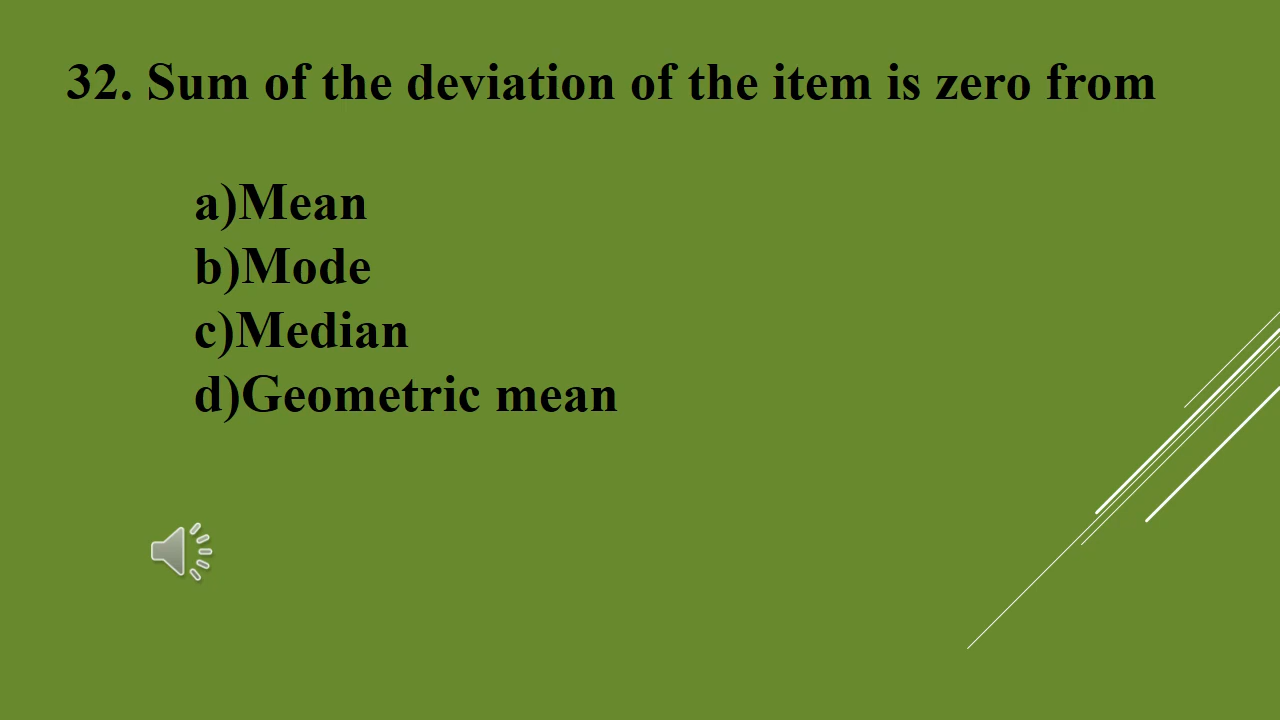 32. Sum of the deviation of the item is zero from
a)Mean
b)Mode
c)Median
d)Geometric mean